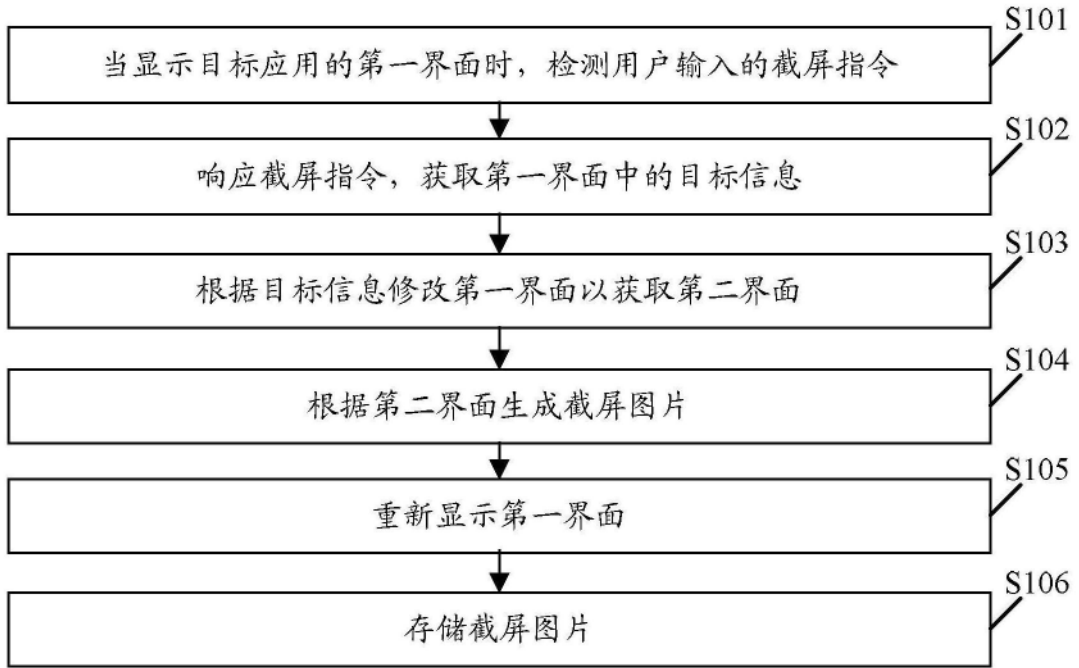 S101
当显示目标应用的第一界面时，检测用户输入的截屏指令
S102
响应截屏指令，获取第一界面中的目标信息
S103
根据目标信息修改第一界面以获取第二界面
S104
根据第二界面生成截屏图片
S105
重新显示第一界面
S106
存储截屏图片